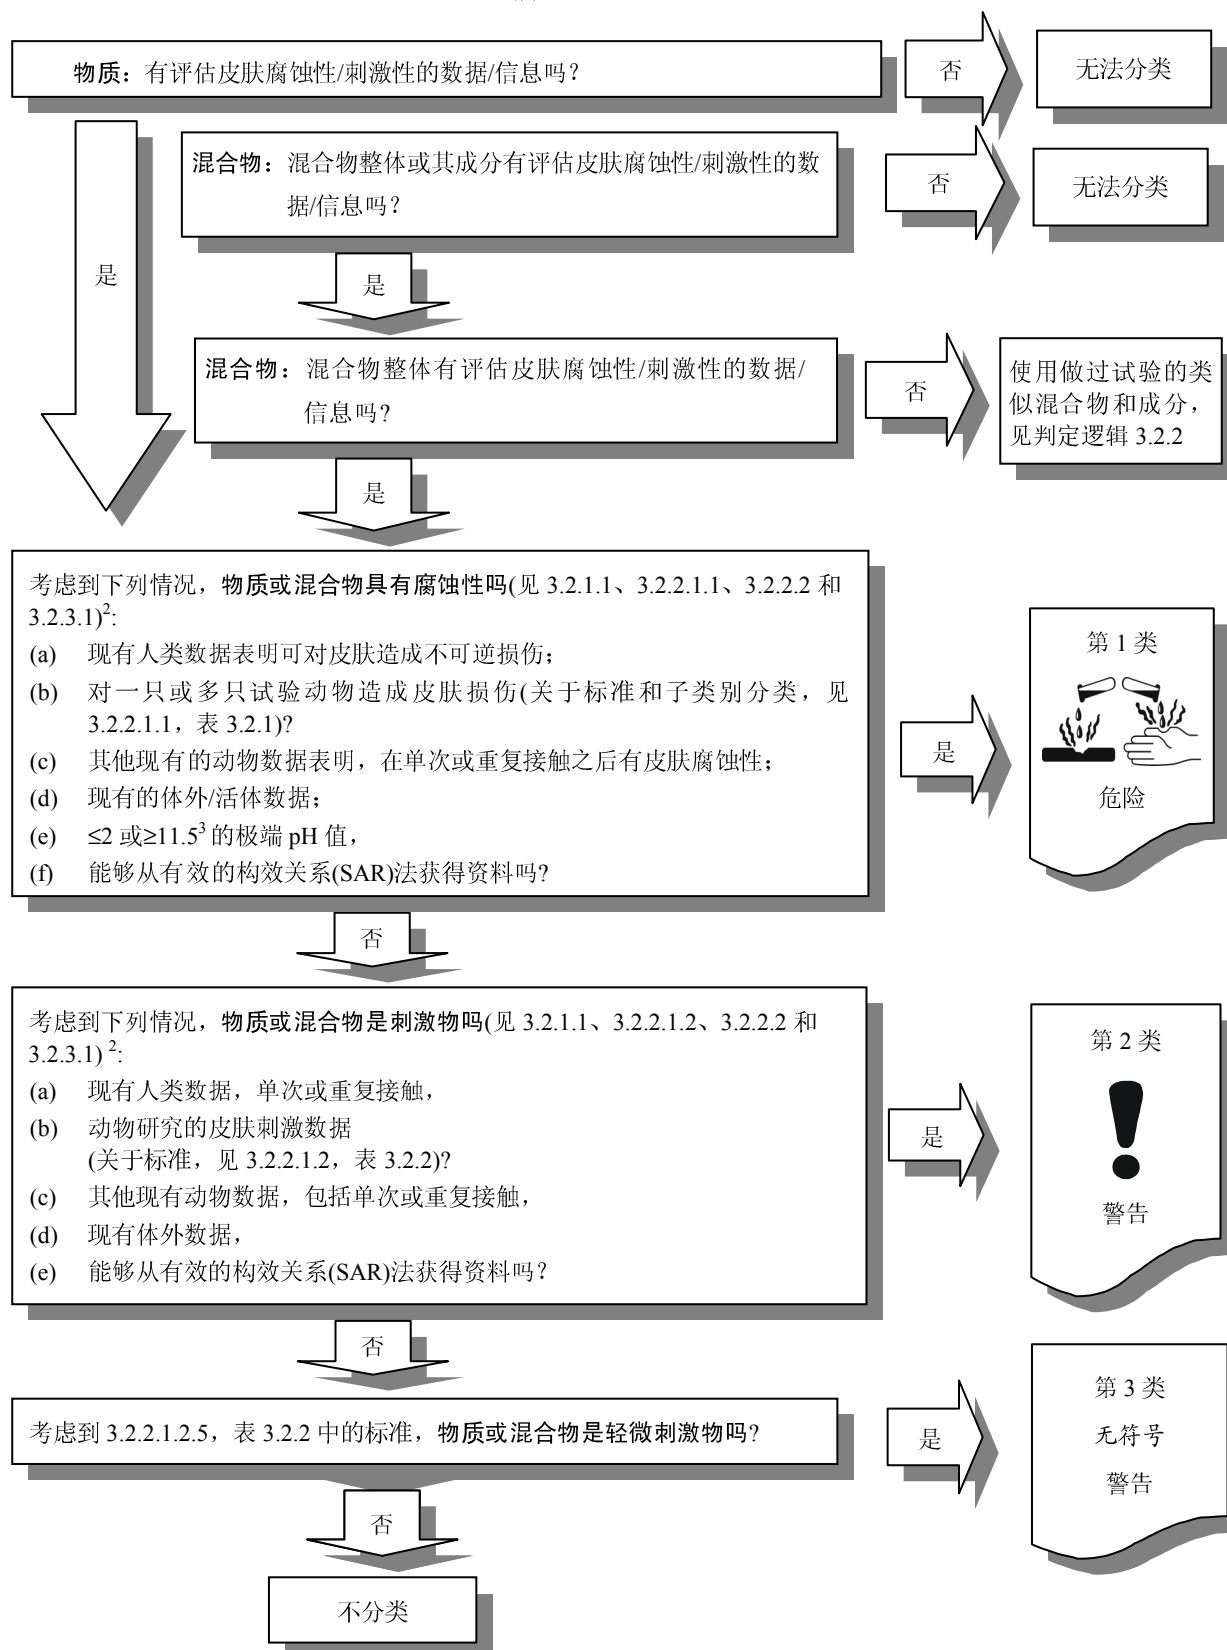 物质：有评估皮肤腐蚀性/刺激性的数据/信息吗？
否
无法分类
混合物：混合物整体或其成分有评估皮肤腐蚀性/刺激性的数
据/信息吗？
否
无法分类
是
是
混合物：混合物整体有评估皮肤腐蚀性/刺激性的数据/
信息吗?
否
使用做过试验的类
似混合物和成分，
见判定逻辑 3.2.2
是
考虑到下列情况，物质或混合物具有腐蚀性吗(见 3.2.1.1、3.2.2.1.1、3.2.2.2 和
3.2.3.1)²:
(a) 现有人类数据表明可对皮肤造成不可逆损伤；
(b) 对一只或多只试验动物造成皮肤损伤(关于标准和子类别分类，见
3.2.2.1.1，表 3.2.1)?
(c) 其他现有的动物数据表明，在单次或重复接触之后有皮肤腐蚀性；
(d) 现有的体外/活体数据；
(e) ≤2 或≥11.5³ 的极端 pH 值，
(f) 能够从有效的构效关系(SAR)法获得资料吗?
是
第 1 类
危险
否
考虑到下列情况，物质或混合物是刺激物吗(见 3.2.1.1、3.2.2.1.2、3.2.2.2 和
3.2.3.1) ²:
(a) 现有人类数据，单次或重复接触，
(b) 动物研究的皮肤刺激数据
(关于标准，见 3.2.2.1.2，表 3.2.2)?
(c) 其他现有动物数据，包括单次或重复接触，
(d) 现有体外数据，
(e) 能够从有效的构效关系(SAR)法获得资料吗？
是
第 2 类
警告
否
考虑到 3.2.2.1.2.5，表 3.2.2 中的标准，物质或混合物是轻微刺激物吗?
是
第 3 类
无符号
警告
否
不分类